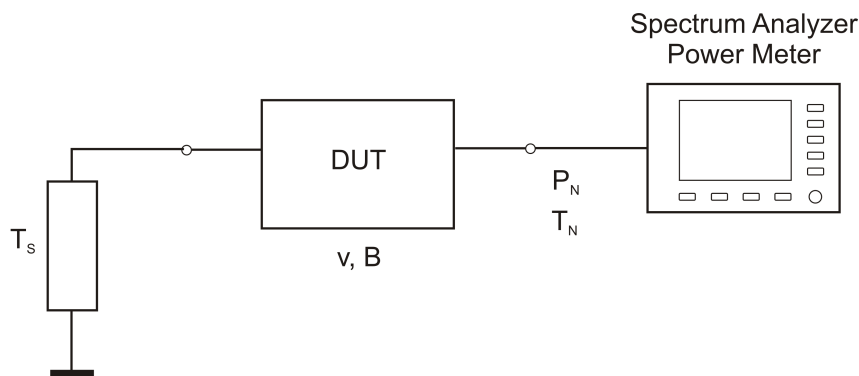 Spectrum Analyzer
Power Meter
DUT
P_N
T_N
T_S
v, B